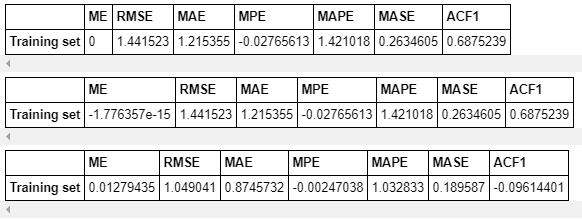 ME RMSE MAE MPE MAPE MASE ACF1
Training set 0 1.441523 1.215355 -0.02765613 1.421018 0.2634605 0.6875239
ME RMSE MAE MPE MAPE MASE ACF1
Training set -1.776357e-15 1.441523 1.215355 -0.02765613 1.421018 0.2634605 0.6875239
ME RMSE MAE MPE MAPE MASE ACF1
Training set 0.01279435 1.049041 0.8745732 -0.00247038 1.032833 0.189587 -0.09614401